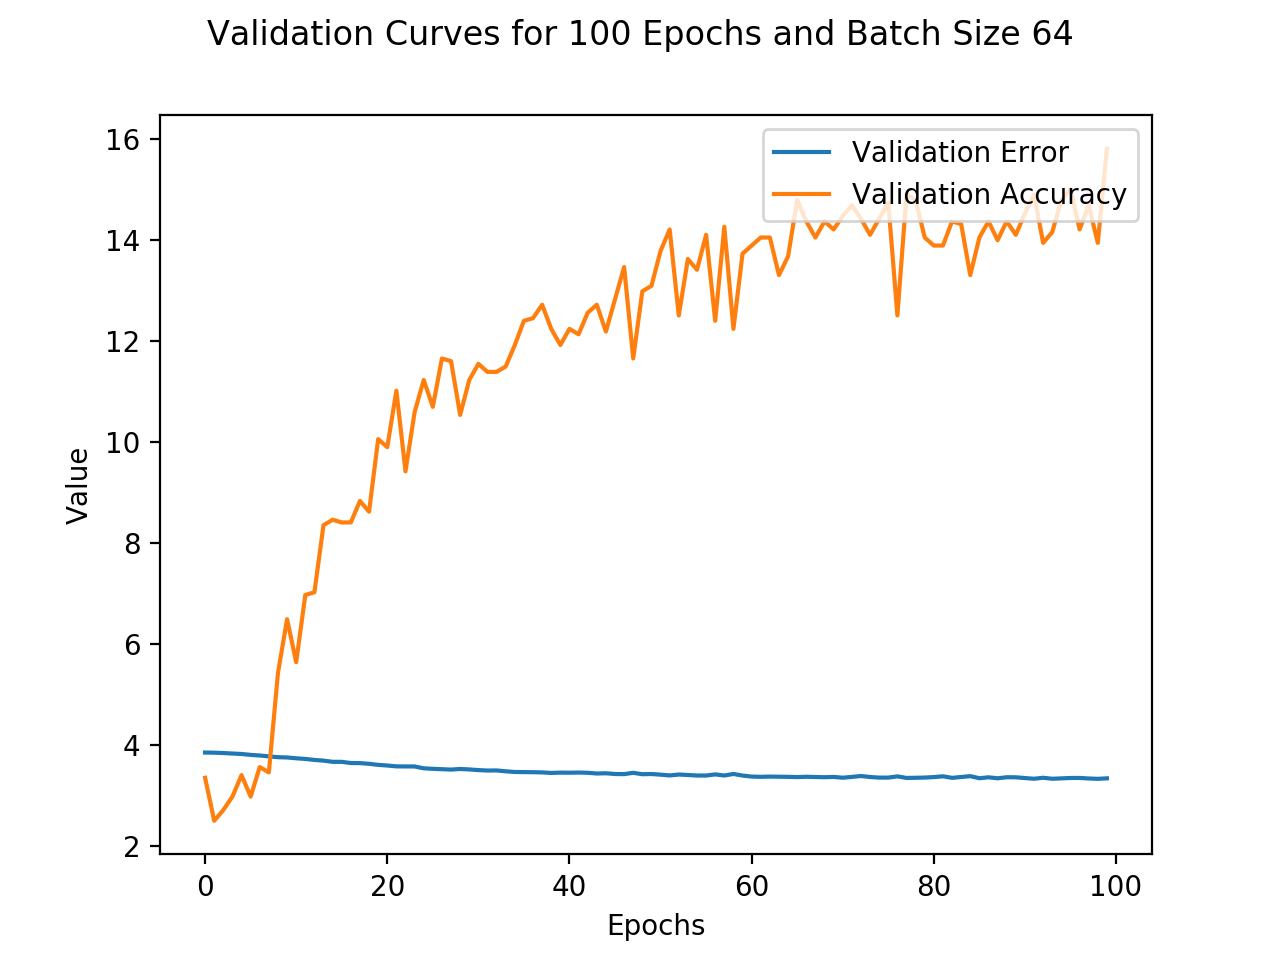 Validation Curves for 100 Epochs and Batch Size 64
Validation Error
Validation Accuracy
16
14
12
10
8
6
4
2
Value
0 20 40 60 80 100
Epochs